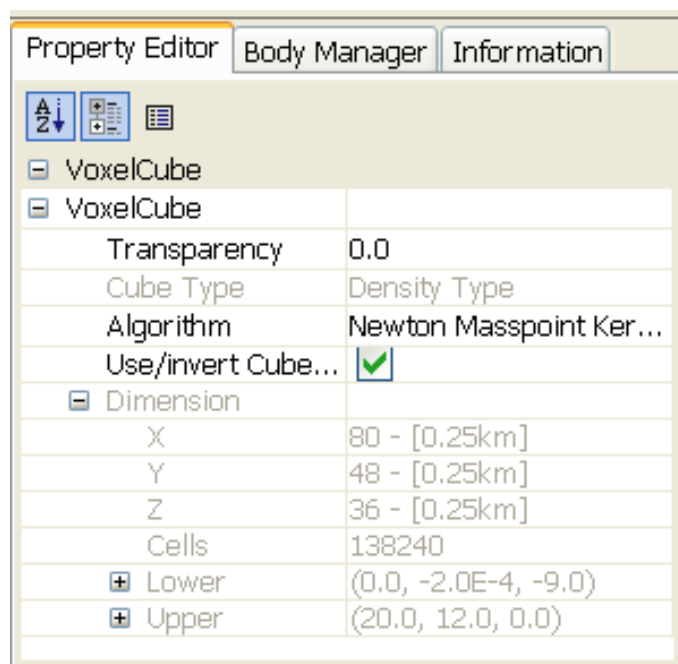 Property Editor Body Manager Information
VoxelCube
VoxelCube
Transparency 0.0
Cube Type Density Type
Algorithm Newton Masspoint Ker...
Use/invert Cube...
Dimension
X 80 - [0.25km]
Y 48 - [0.25km]
Z 36 - [0.25km]
Cells 138240
Lower (0.0, -2.0E-4, -9.0)
Upper (20.0, 12.0, 0.0)